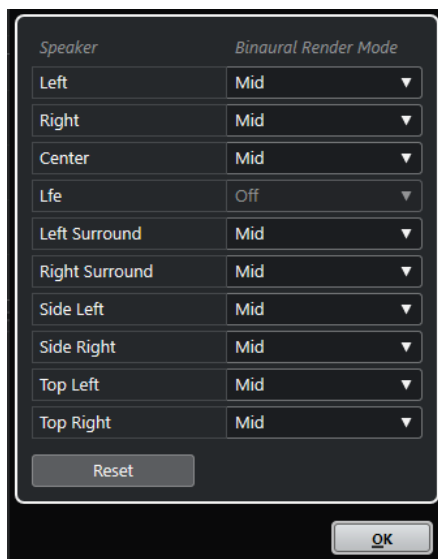 Speaker Binaural Render Mode
Left Mid
Right Mid
Center Mid
Lfe Off
Left Surround Mid
Right Surround Mid
Side Left Mid
Side Right Mid
Top Left Mid
Top Right Mid
Reset
OK